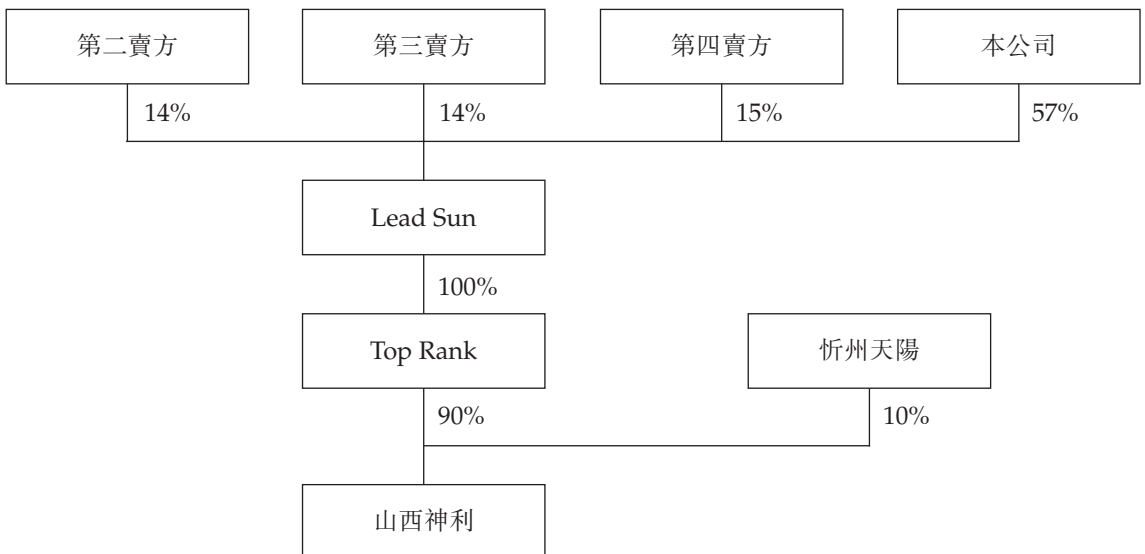 第二賣方
第三賣方
第四賣方
本公司
14%
14%
15%
57%
Lead Sun
100%
Top Rank
忻州天陽
90%
10%
山西神利